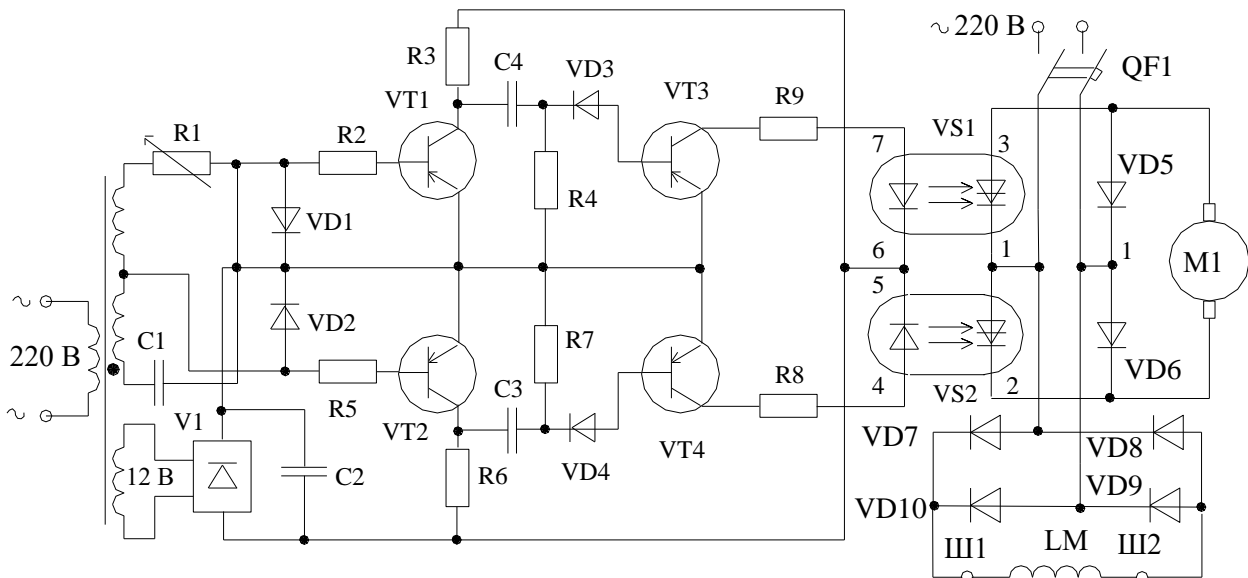 ~ 220 В
QF1
R3
C4
VD3
VT1
VT3
R9
VS1
R1
R2
7
3
VD5
R4
VD1
6
1
1
M1
5
~
VD2
R7
220 В
C1
VD6
~
4
2
R5
C3
R8
VS2
V1
VT2
VD7
VD8
12 В
C2
R6
VD4
VT4
VD9
VD10
Ш1
LM
Ш2